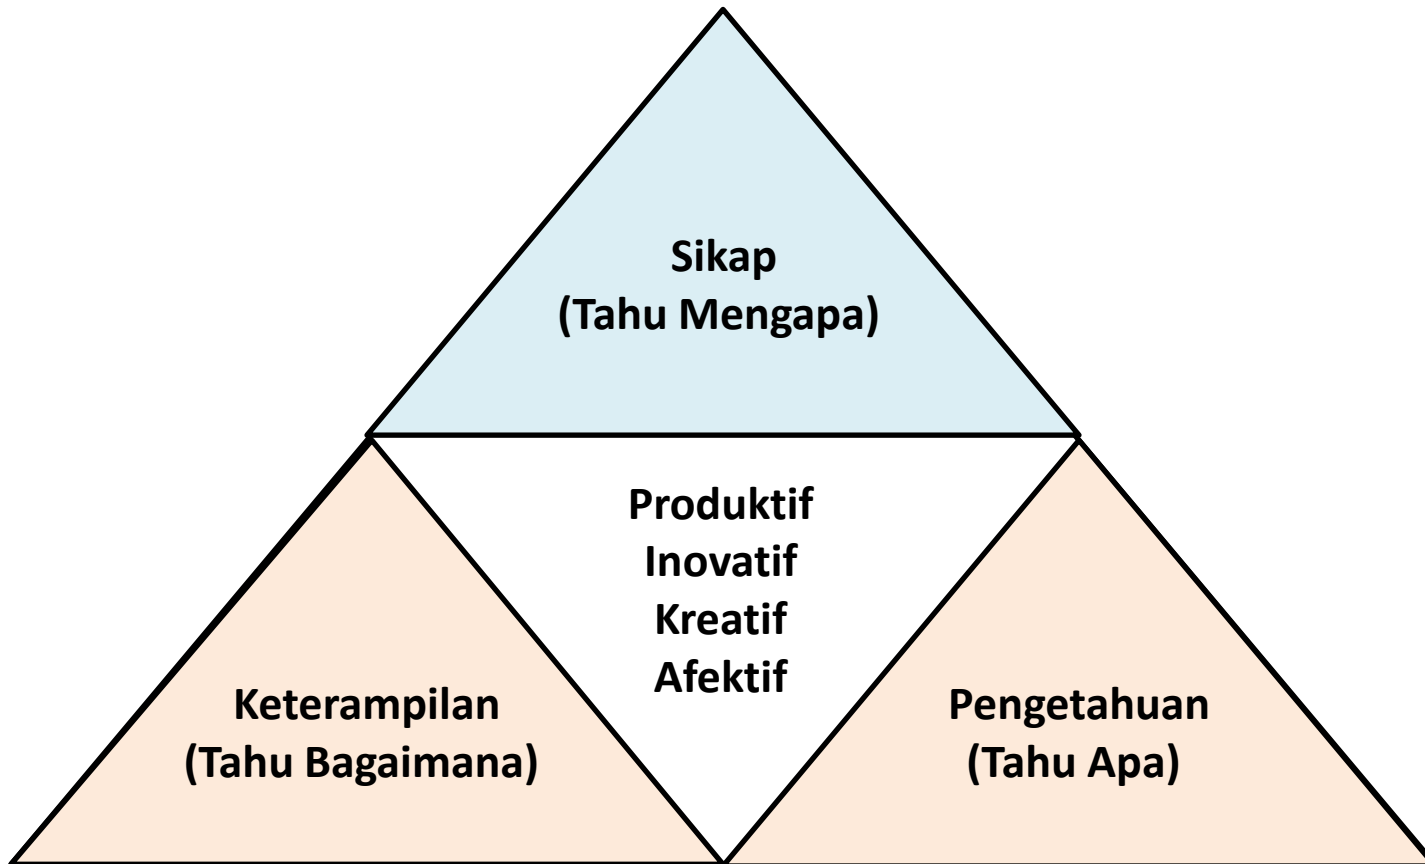 Sikap
(Tahu Mengapa)
Produktif
Inovatif
Kreatif
Afektif
Keterampilan
(Tahu Bagaimana)
Pengetahuan
(Tahu Apa)